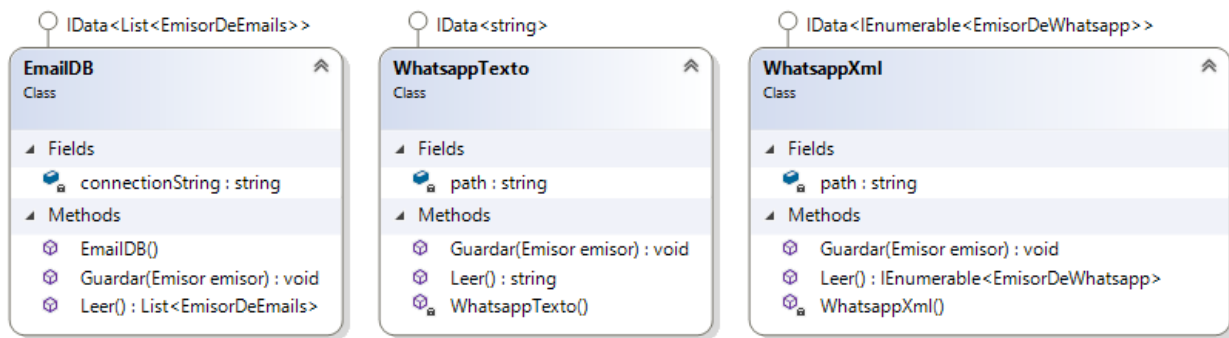 IData<List<EmisorDeEmails>>
EmailDB
Class
Fields
connectionString : string
Methods
EmailDB()
Guardar(Emisor emisor) : void
Leer() : List<EmisorDeEmails>
IData<string>
WhatsappTexto
Class
Fields
path : string
Methods
Guardar(Emisor emisor) : void
Leer() : string
WhatsappTexto()
IData<IEnumerable<EmisorDeWhatsapp>>
WhatsappXml
Class
Fields
path : string
Methods
Guardar(Emisor emisor) : void
Leer() : IEnumerable<EmisorDeWhatsapp>
WhatsappXml()